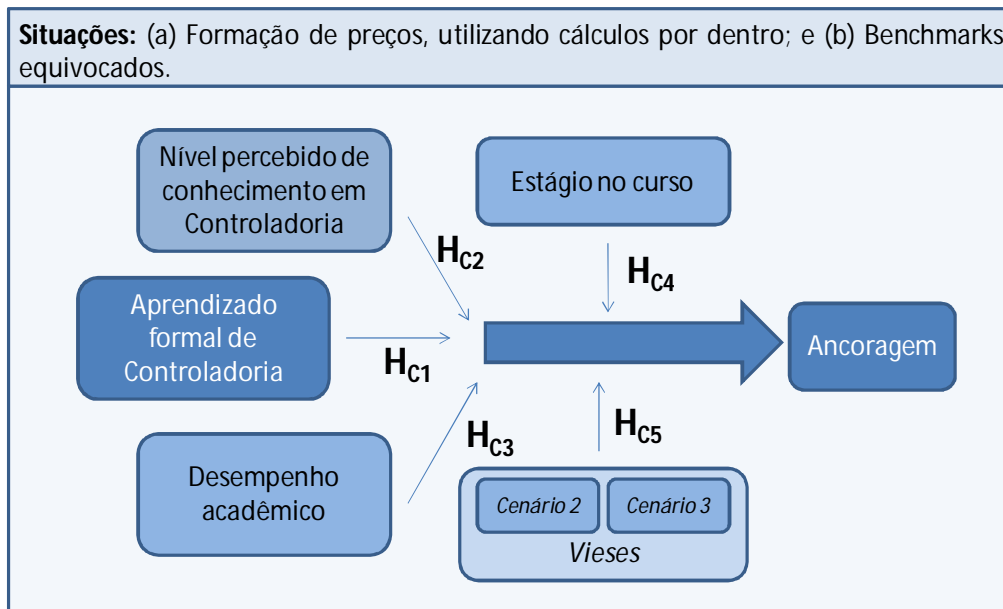 Situações: (a) Formação de preços, utilizando cálculos por dentro; e (b) Benchmarks
equivocados.
Nível percebido de
conhecimento em
Controladoria
Estágio no curso
HC2
HC4
Aprendizado
formal de
Controladoria
HC1
Ancoragem
HC3
HC5
Desempenho
acadêmico
Cenário 2
Cenário 3
Vieses